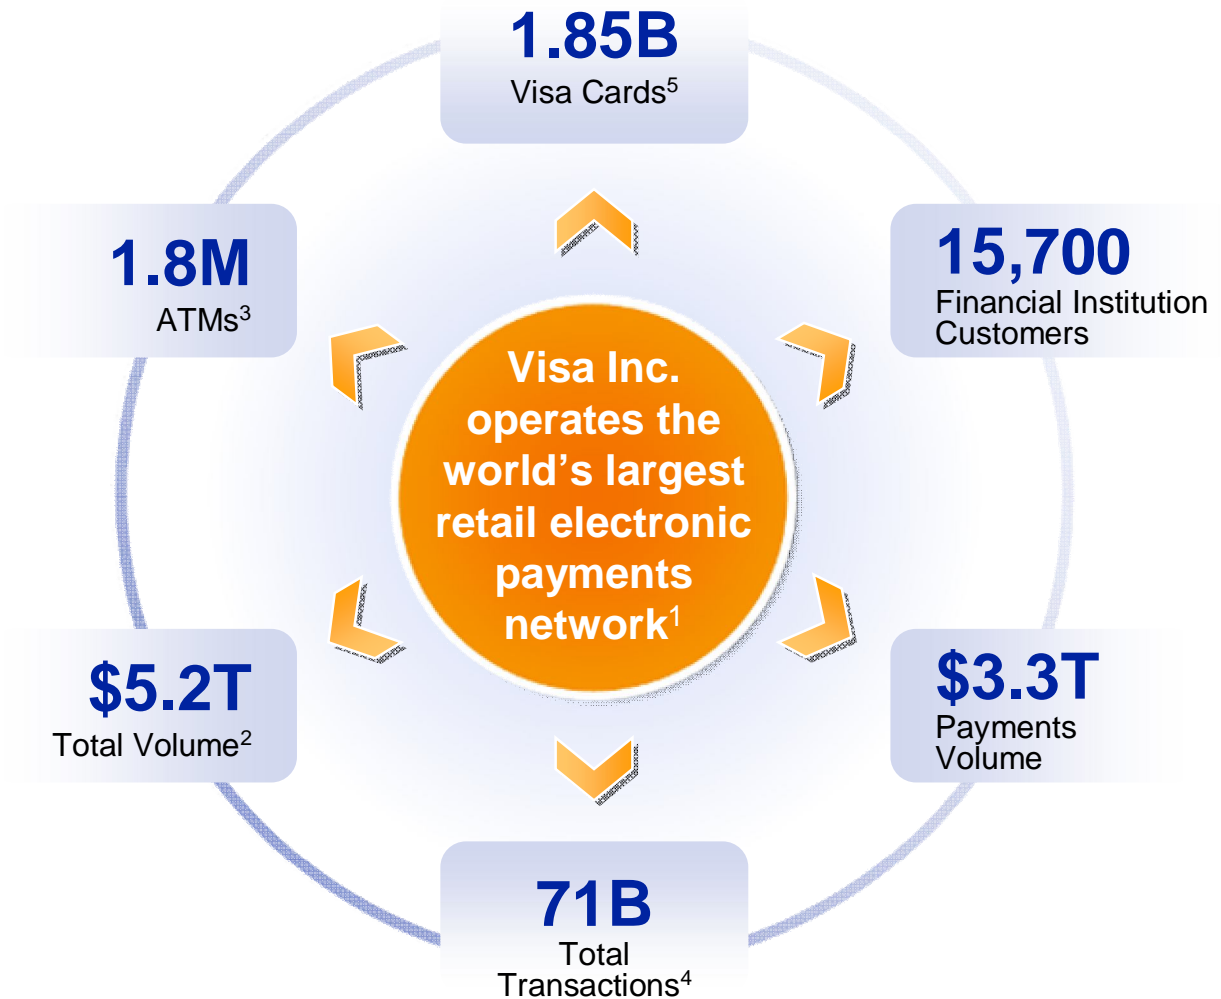 1.85B
Visa Cards5
1.8M
ATMs3
15,700
Financial Institution
Customers
Visa Inc.
operates the
world’s largest
retail electronic
payments
network1
$5.2T
Total Volume2
$3.3T
Payments
Volume
71B
Total
Transactions4